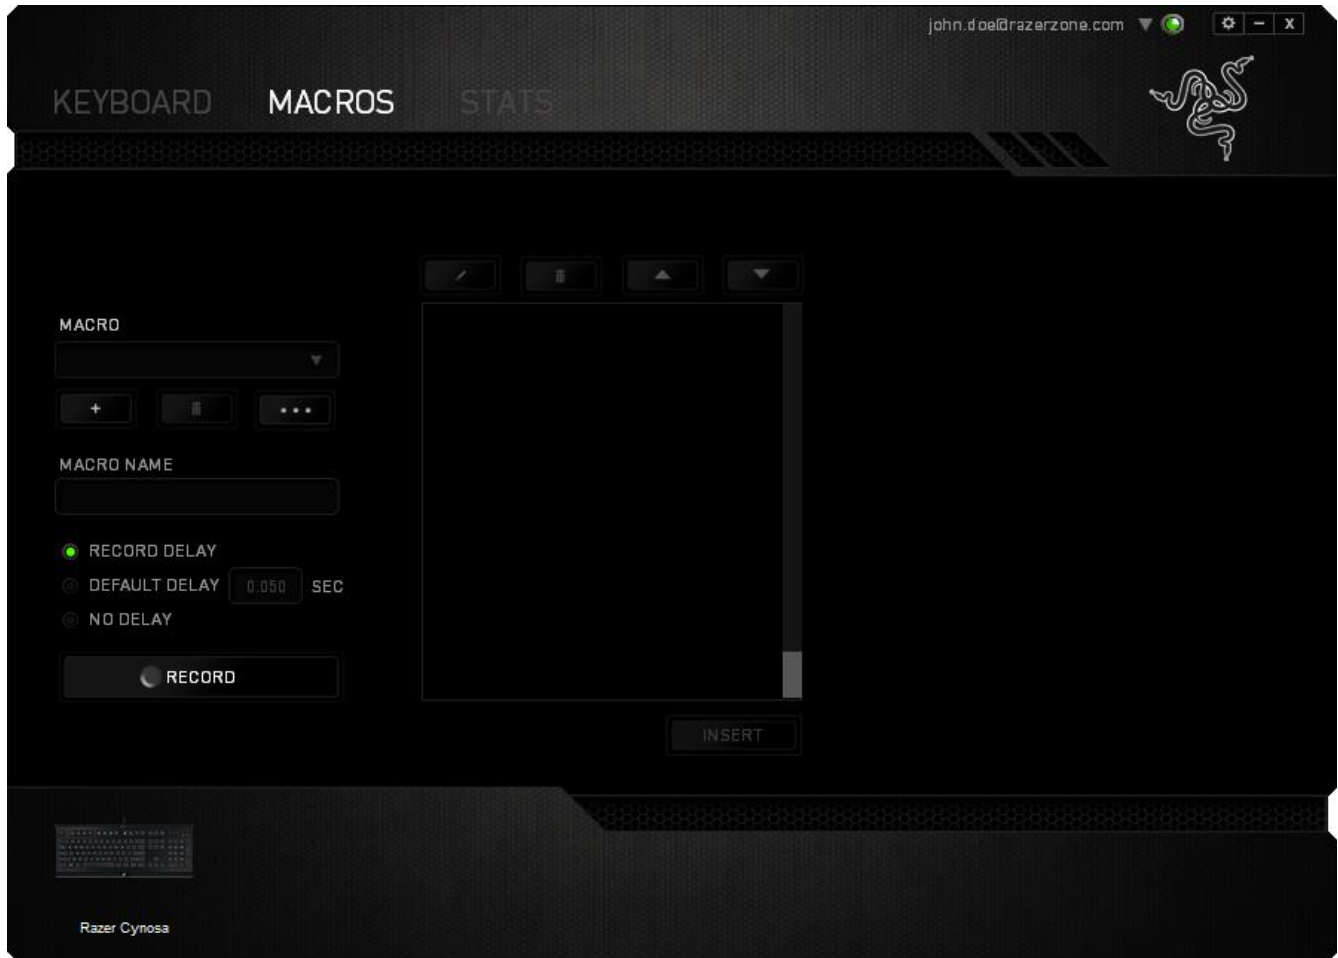 john.doe@razerzone.com
KEYBOARD MACROS STATS
MACRO
+
MACRO NAME
RECORD DELAY
DEFAULT DELAY 0.050 SEC
NO DELAY
RECORD
INSERT
Razer Cynosa